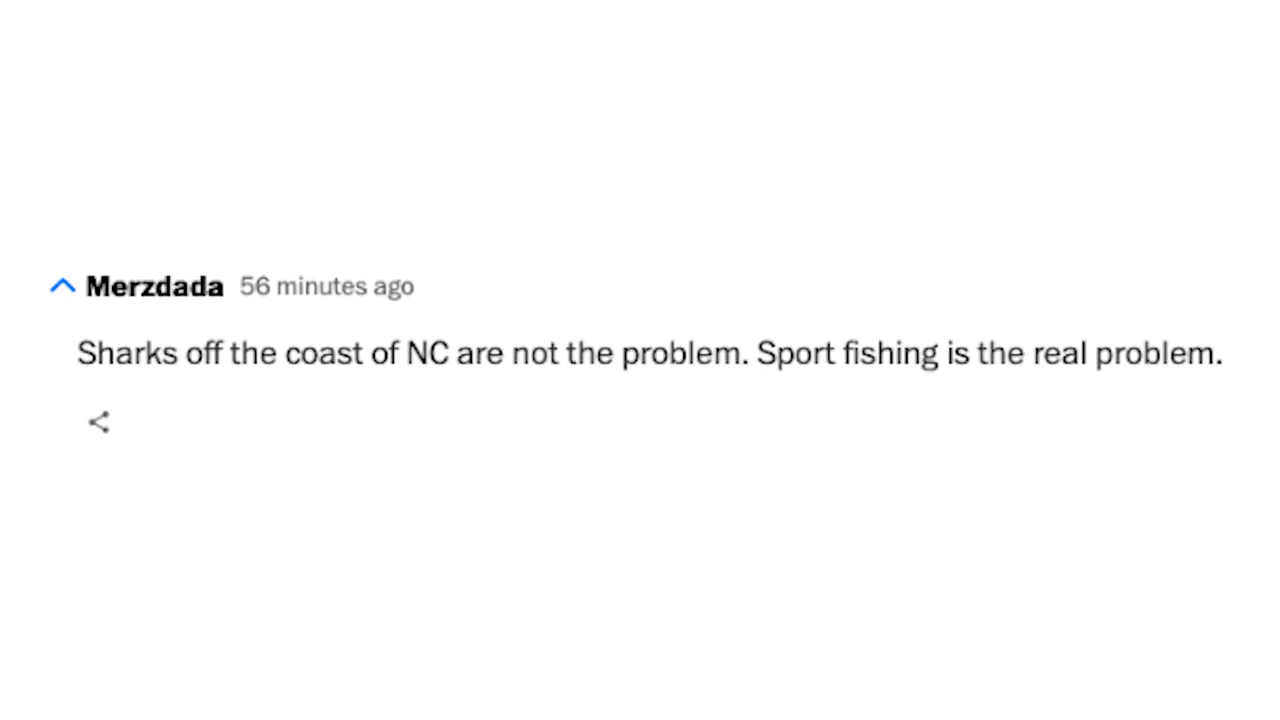 Merzdada 56 minutes ago
Sharks off the coast of NC are not the problem. Sport fishing is the real problem.